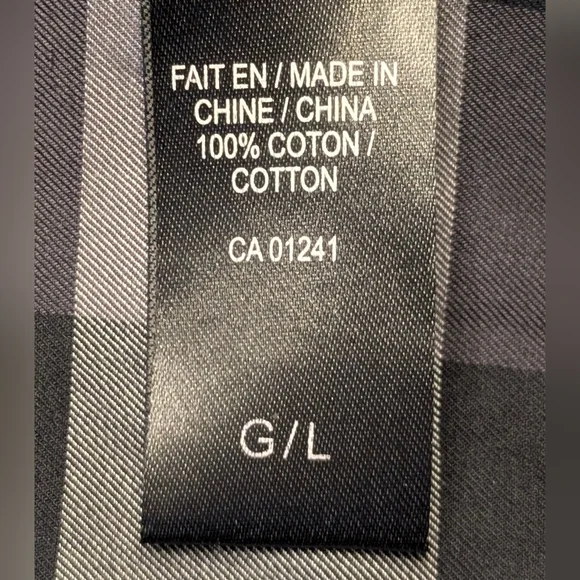 FAIT EN / MADE IN
CHINE / CHINA
100% COTON /
COTTON
CA 01241
G / L